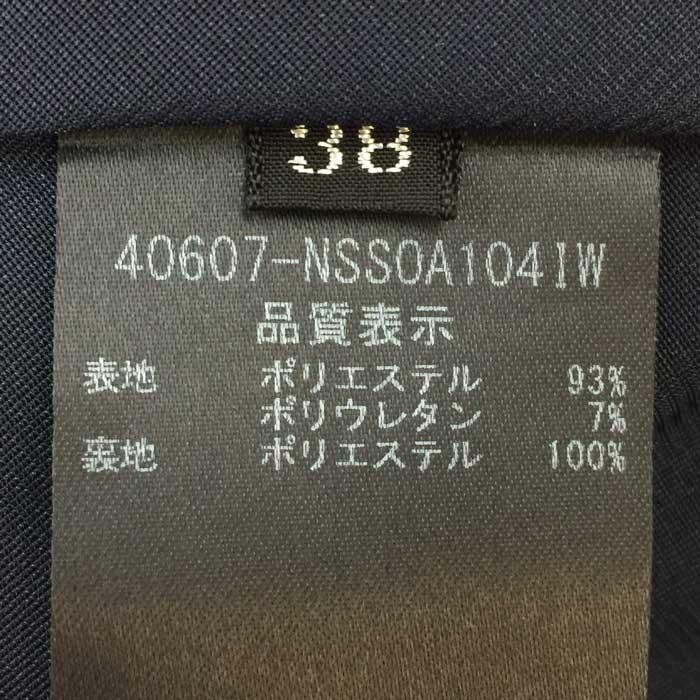 38
40607-NSSOA104IW
品質表示
表地 ポリエステル 93%
ポリウレタン 7%
裏地 ポリエステル 100%